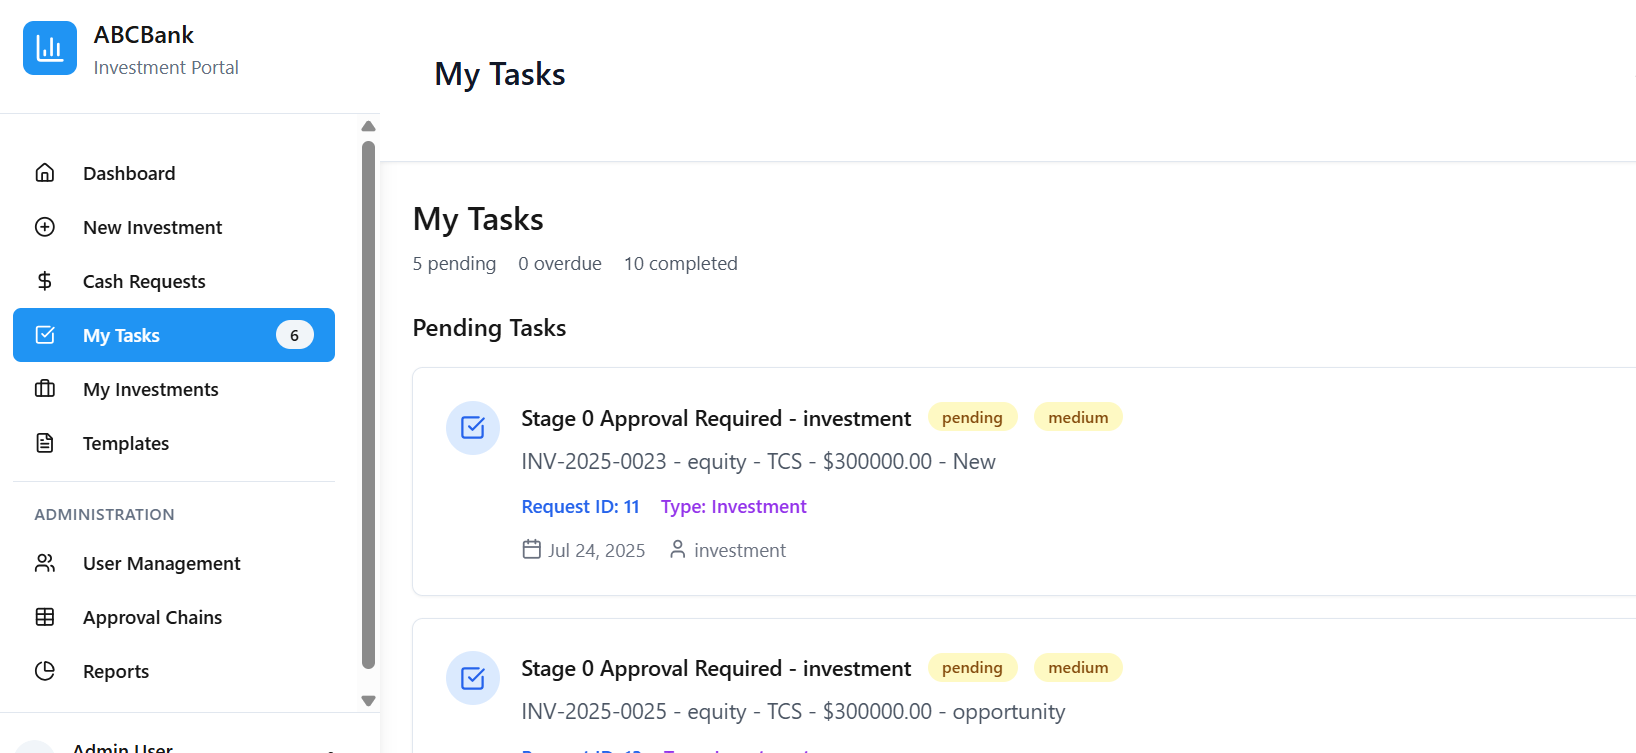 ABCBank
Investment Portal
My Tasks
Dashboard
New Investment
Cash Requests
My Tasks 6
My Investments
Templates
ADMINISTRATION
User Management
Approval Chains
Reports
Admin User
My Tasks
5 pending 0 overdue 10 completed
Pending Tasks
Stage 0 Approval Required - investment pending medium
INV-2025-0023 - equity - TCS - $300000.00 - New
Request ID: 11 Type: Investment
Jul 24, 2025 investment
Stage 0 Approval Required - investment pending medium
INV-2025-0025 - equity - TCS - $300000.00 - opportunity